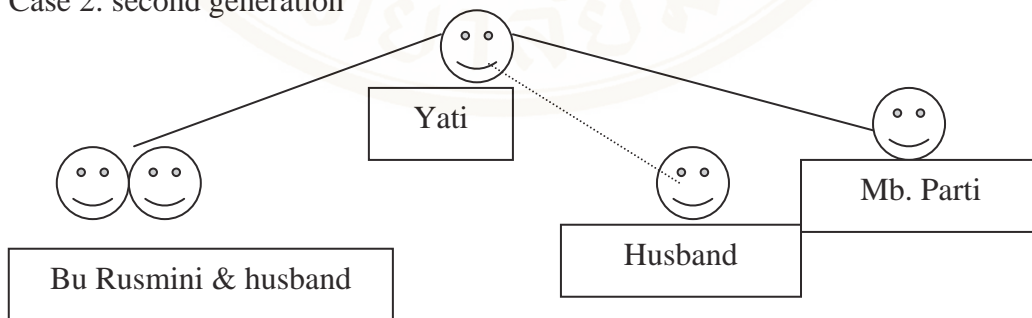 Case 2: second generation
Yati
Mb. Parti
Husband
Bu Rusmini & husband